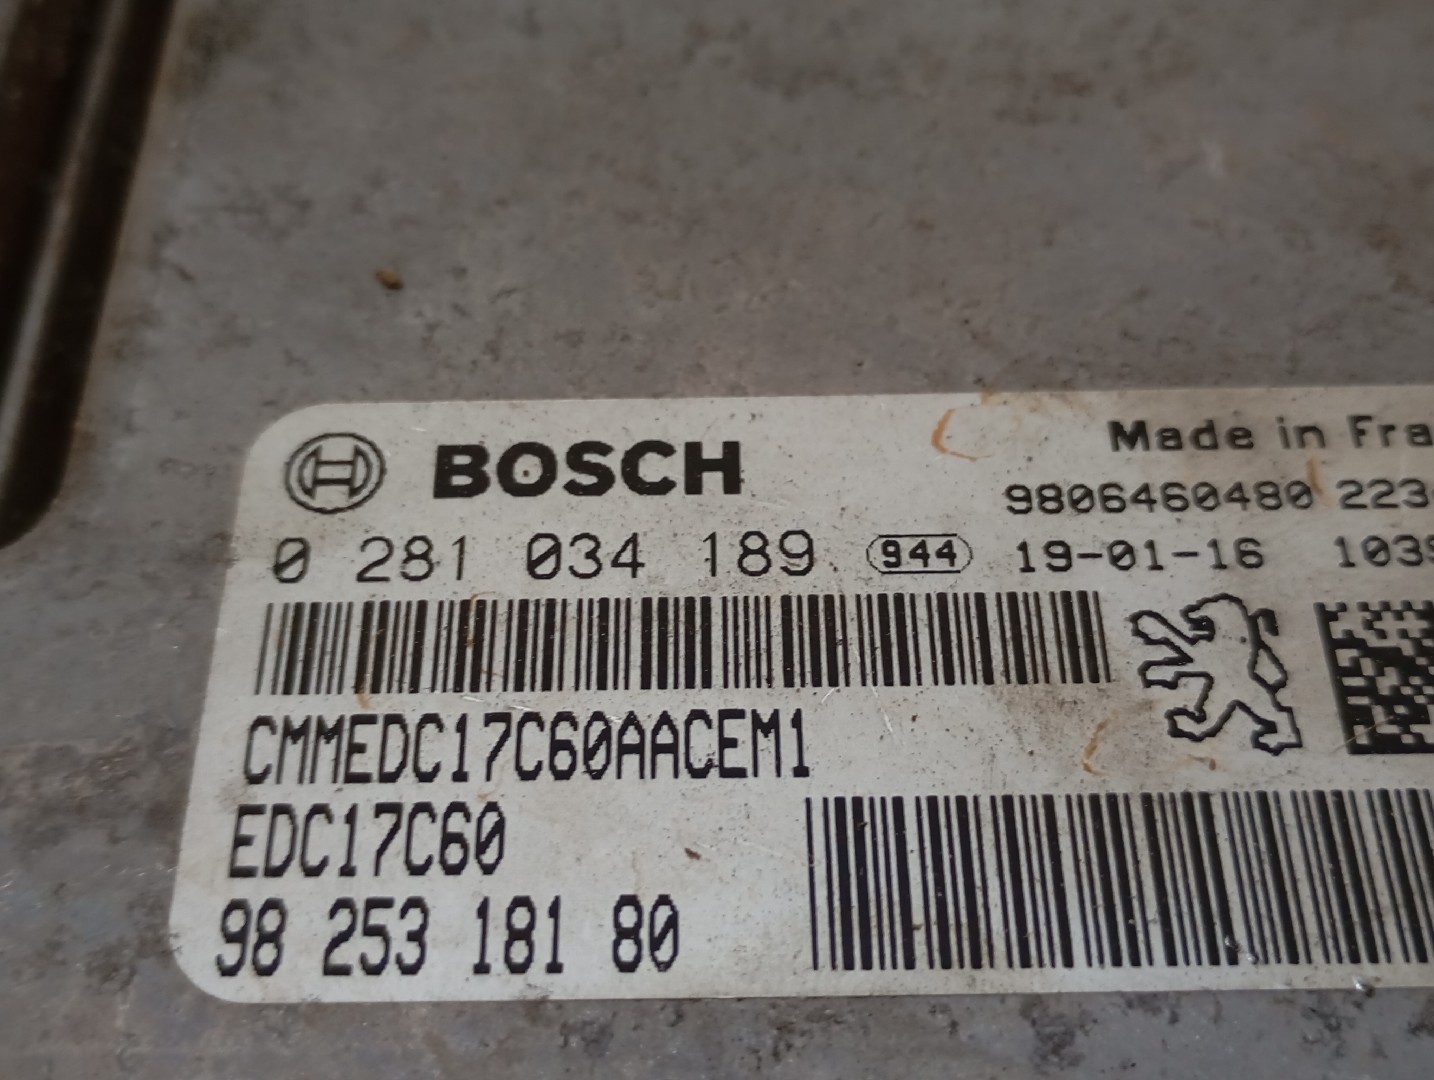 BOSCH
Made in Fra
9806460480 223
0 281 034 189 944 19-01-16 103
CMMEDC17C60AACEM1
EDC17C60
98 253 181 80